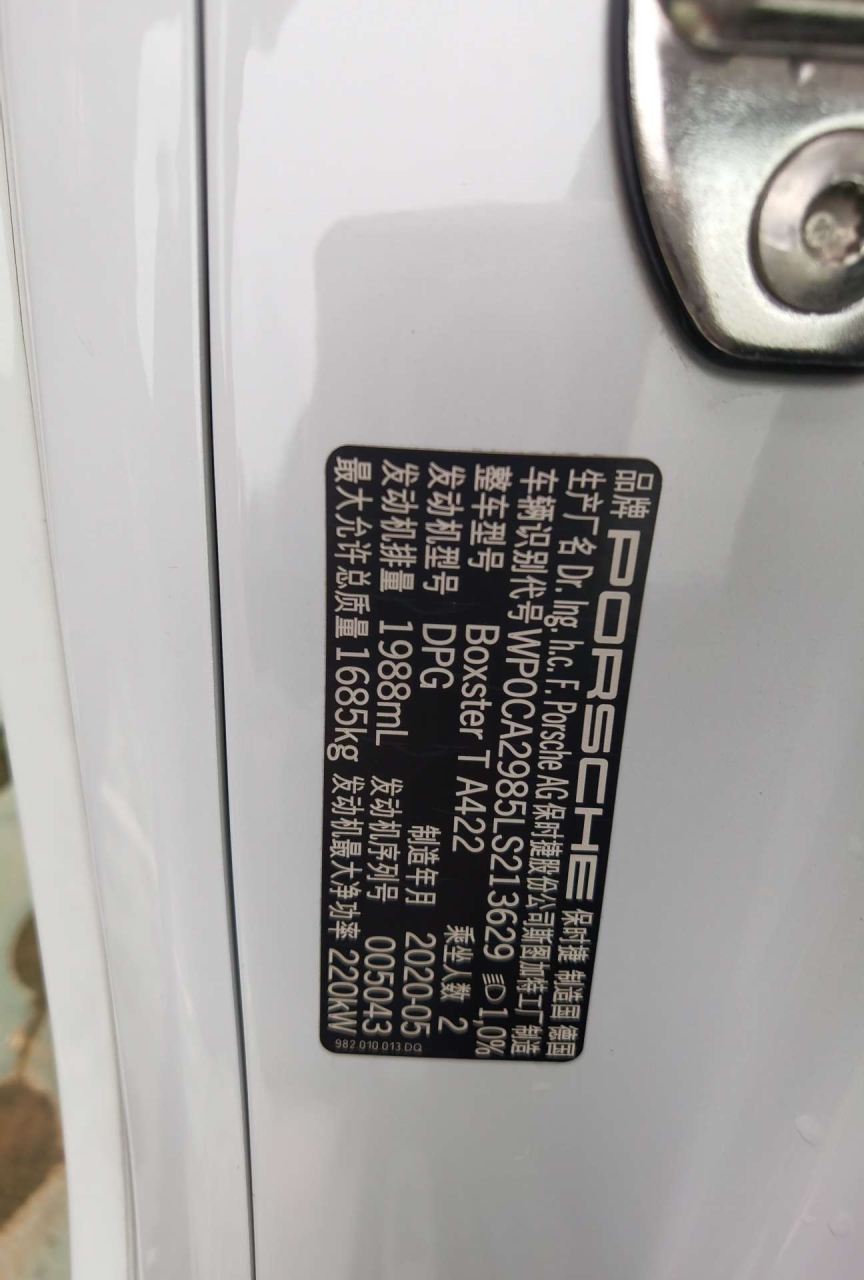 品牌 PORSCHE 保时捷 制造国 德国
生产厂名 Dr. Ing. h.c. F. Porsche AG 保时捷股份公司斯图加特工厂制造
车辆识别代号 WP0CA2985LS213629 1,0%
整车型号 Boxster T A422 乘坐人数 2
发动机型号 DPG 制造年月 2020-05
发动机排量 1988mL 发动机序列号 005043
最大允许总质量 1685kg 发动机最大净功率 220kW
982.010.013.DQ